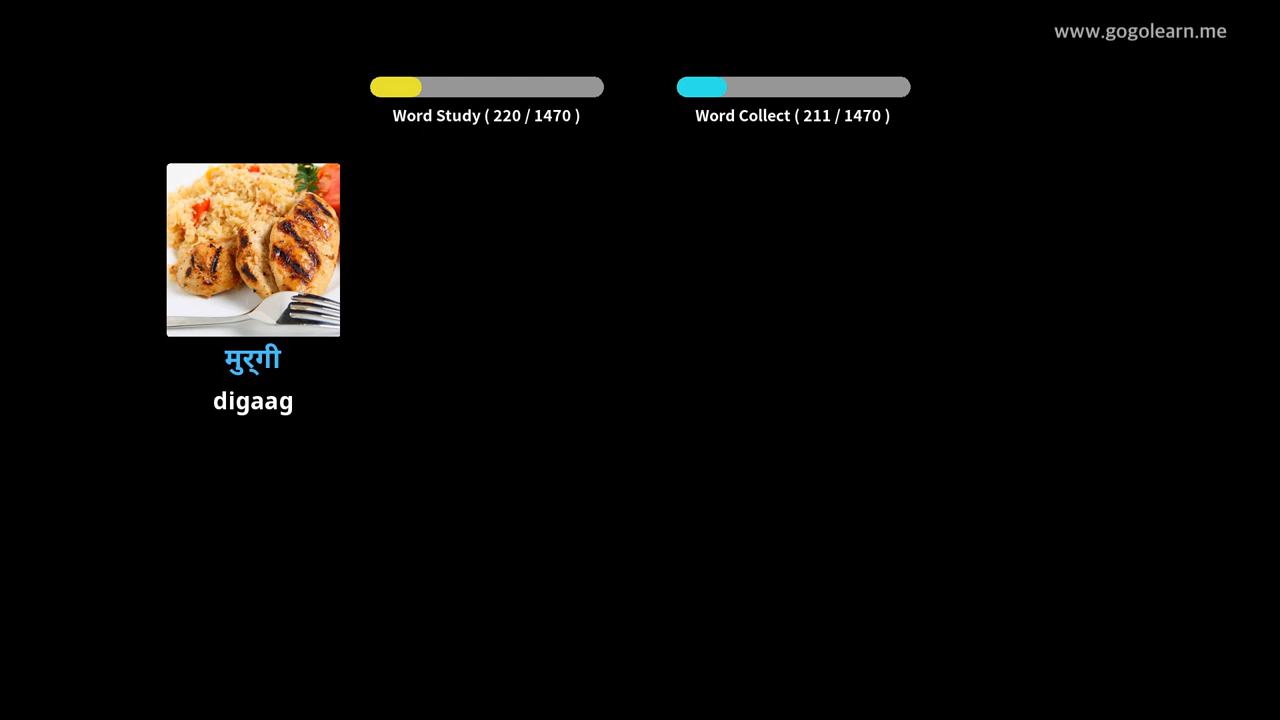 www.gogolearn.me
Word Study ( 220 / 1470 )
Word Collect ( 211 / 1470 )
मुर्‌गी
digaag